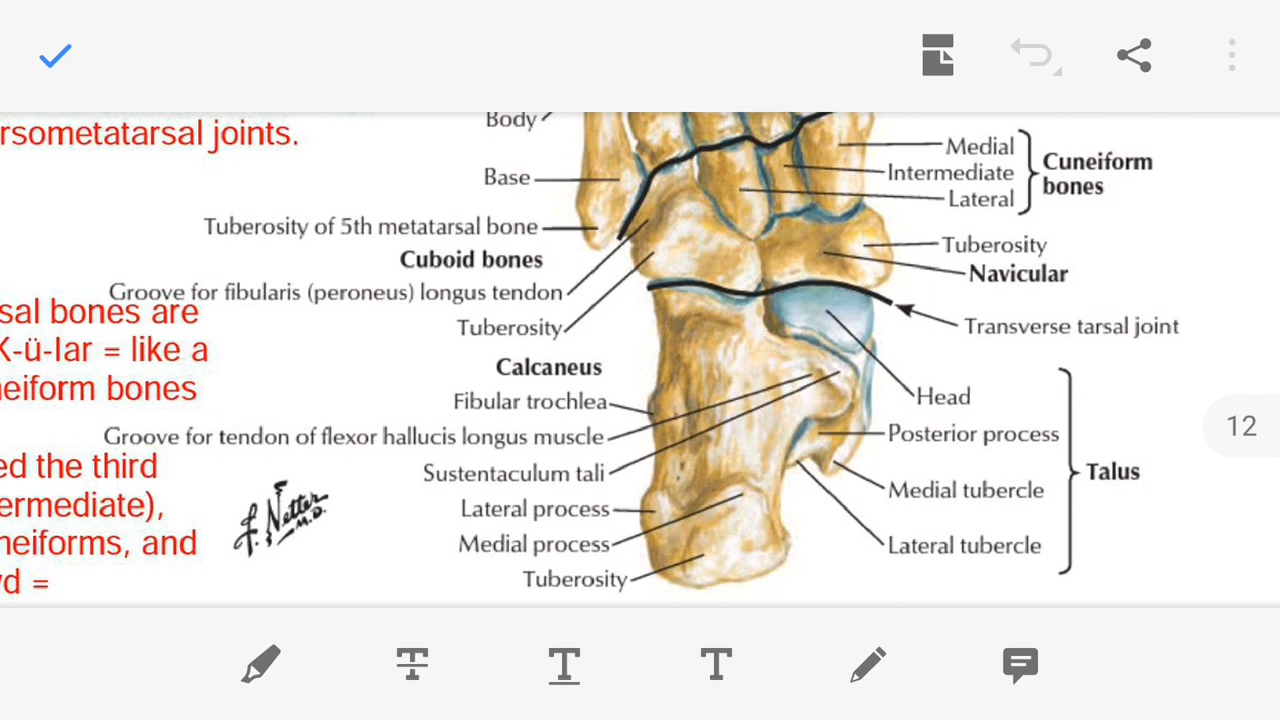 rsometatarsal joints.
sal bones are
K-ü-lar = like a
neiform bones
ed the third
ermediate),
neiforms, and
vd =
Body
Base
Tuberosity of 5th metatarsal bone
Cuboid bones
Groove for fibularis (peroneus) longus tendon
Tuberosity
Calcaneus
Fibular trochlea
Groove for tendon of flexor hallucis longus muscle
Sustentaculum tali
Lateral process
Medial process
Tuberosity
f. Netter
M.D.
Medial
Intermediate
Lateral
Cuneiform
bones
Tuberosity
Navicular
Transverse tarsal joint
Head
Posterior process
Medial tubercle
Lateral tubercle
Talus
12